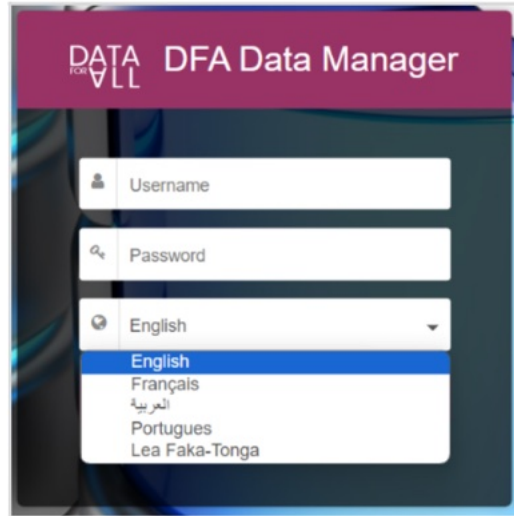 DATA
FOR ALL
DFA Data Manager
Username
Password
English
English
Français
العربية
Portugues
Lea Faka-Tonga